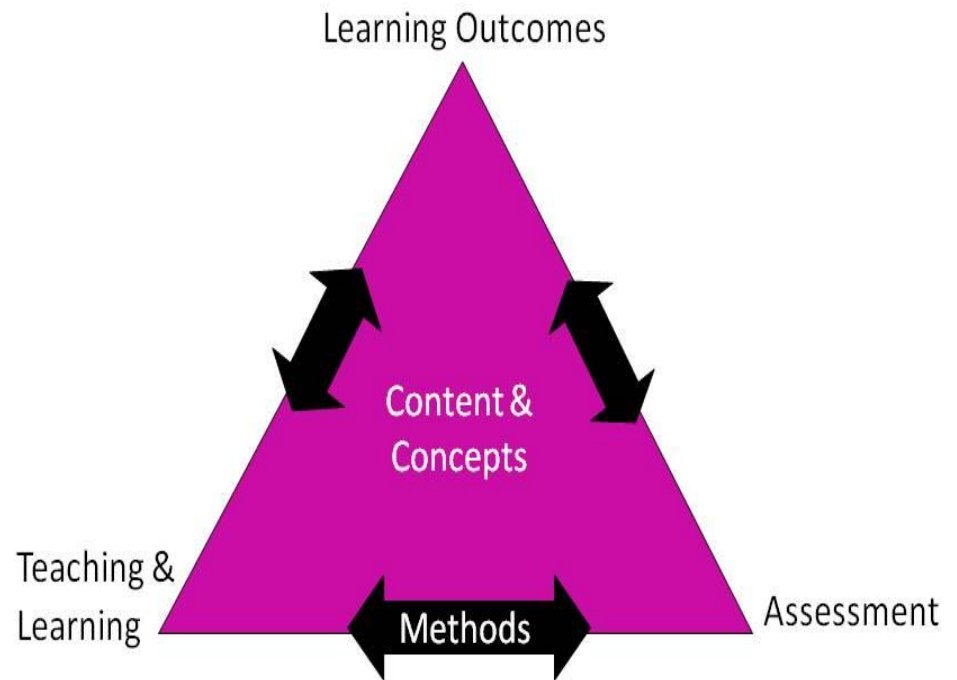 Learning Outcomes
Content &
Concepts
Teaching &
Learning
Methods
Assessment